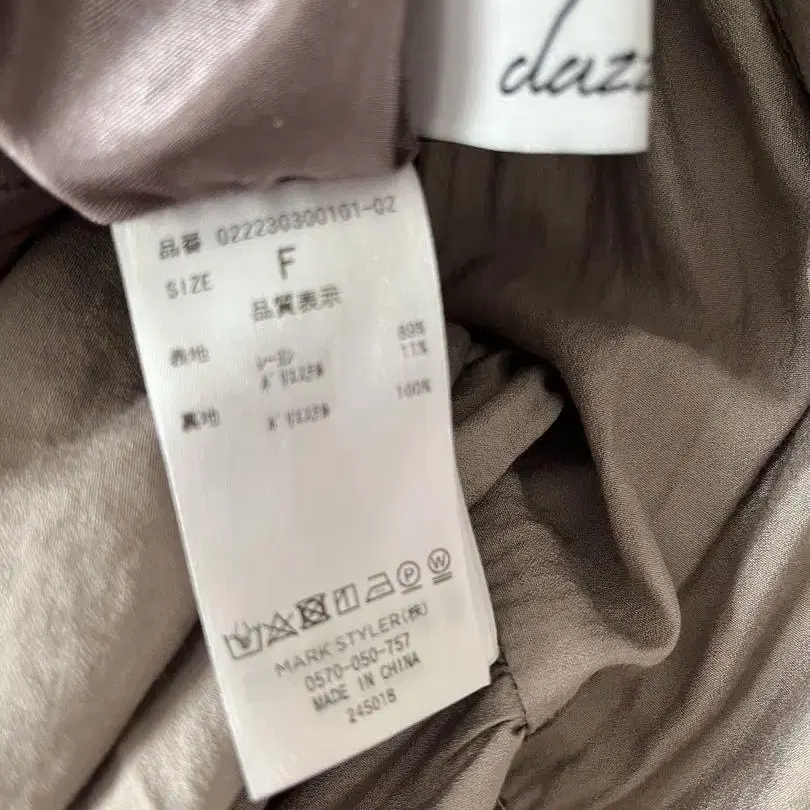 daz
品番 022230300101-02
SIZE F
品質表示
表地 レーヨン 89%
ポリエステル 11%
裏地 ポリエステル 100%
P W
MARK STYLER(株)
0570-050-757
MADE IN CHINA
245018